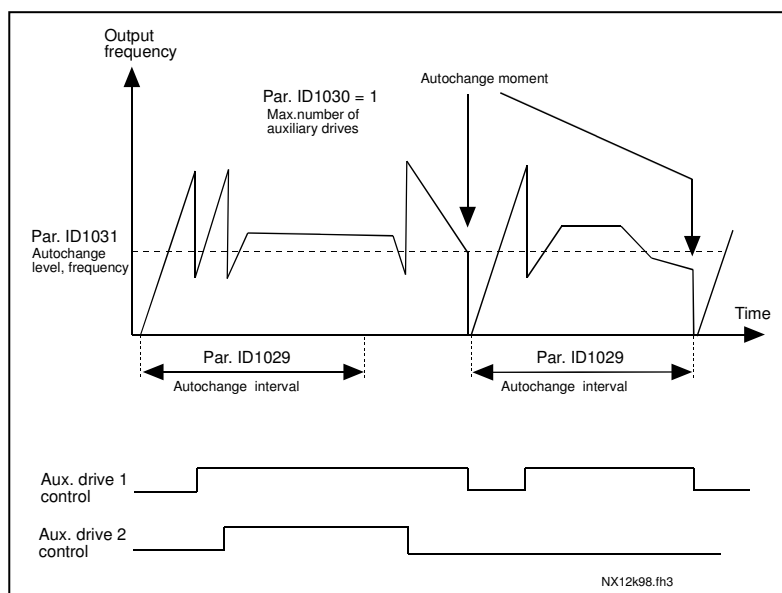 Output
frequency
Autochange moment
Par. ID1030 = 1
Max.number of
auxiliary drives
Par. ID1031
Autochange
level, frequency
Time
Par. ID1029
Par. ID1029
Autochange interval
Autochange interval
Aux. drive 1
control
Aux. drive 2
control
NX12k98.fh3